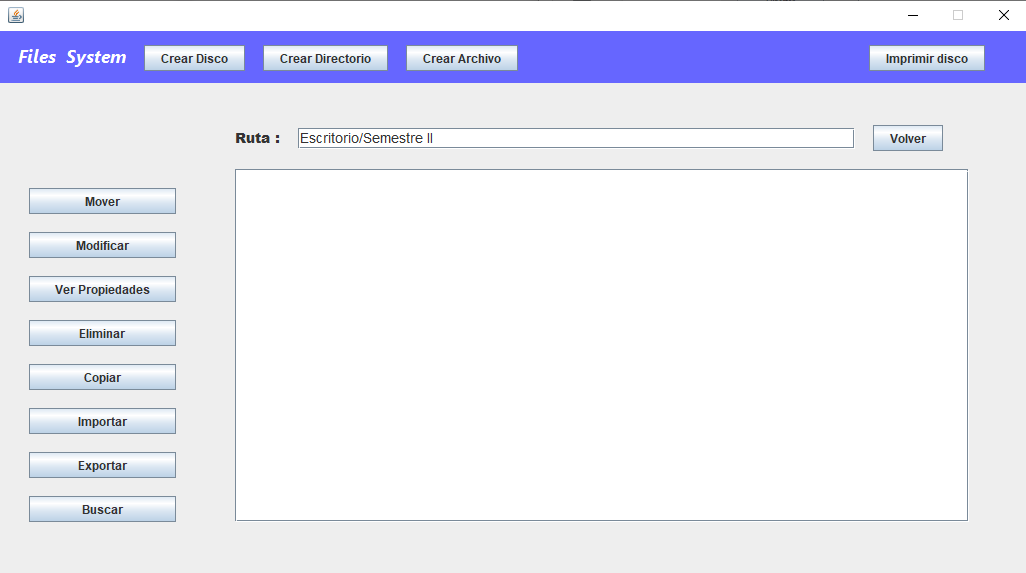 Files System Crear Disco Crear Directorio Crear Archivo Imprimir disco
Ruta : Escritorio/Semestre II Volver
Mover
Modificar
Ver Propiedades
Eliminar
Copiar
Importar
Exportar
Buscar